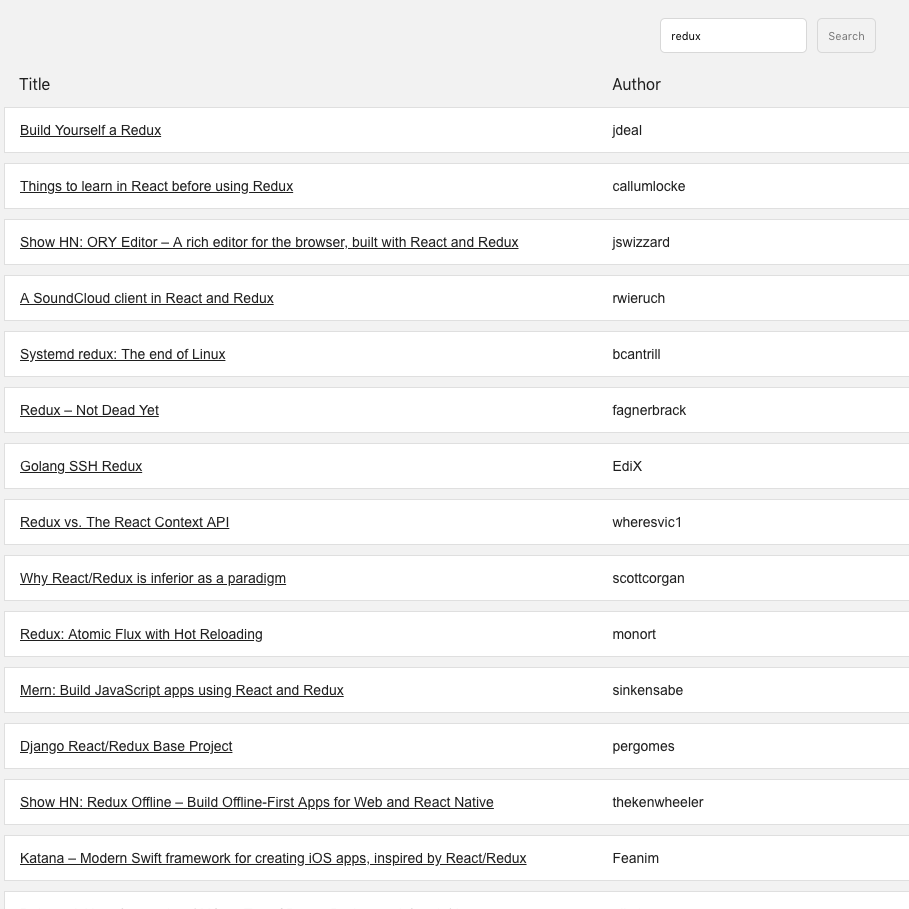 redux Search
Title Author
Build Yourself a Redux jdeal
Things to learn in React before using Redux callumlocke
Show HN: ORY Editor – A rich editor for the browser, built with React and Redux jswizzard
A SoundCloud client in React and Redux rwieruch
Systemd redux: The end of Linux bcantrill
Redux – Not Dead Yet fagnerbrack
Golang SSH Redux EdiX
Redux vs. The React Context API wheresvic1
Why React/Redux is inferior as a paradigm scottcorgan
Redux: Atomic Flux with Hot Reloading monort
Mern: Build JavaScript apps using React and Redux sinkensabe
Django React/Redux Base Project pergomes
Show HN: Redux Offline – Build Offline-First Apps for Web and React Native thekenwheeler
Katana – Modern Swift framework for creating iOS apps, inspired by React/Redux Feanim